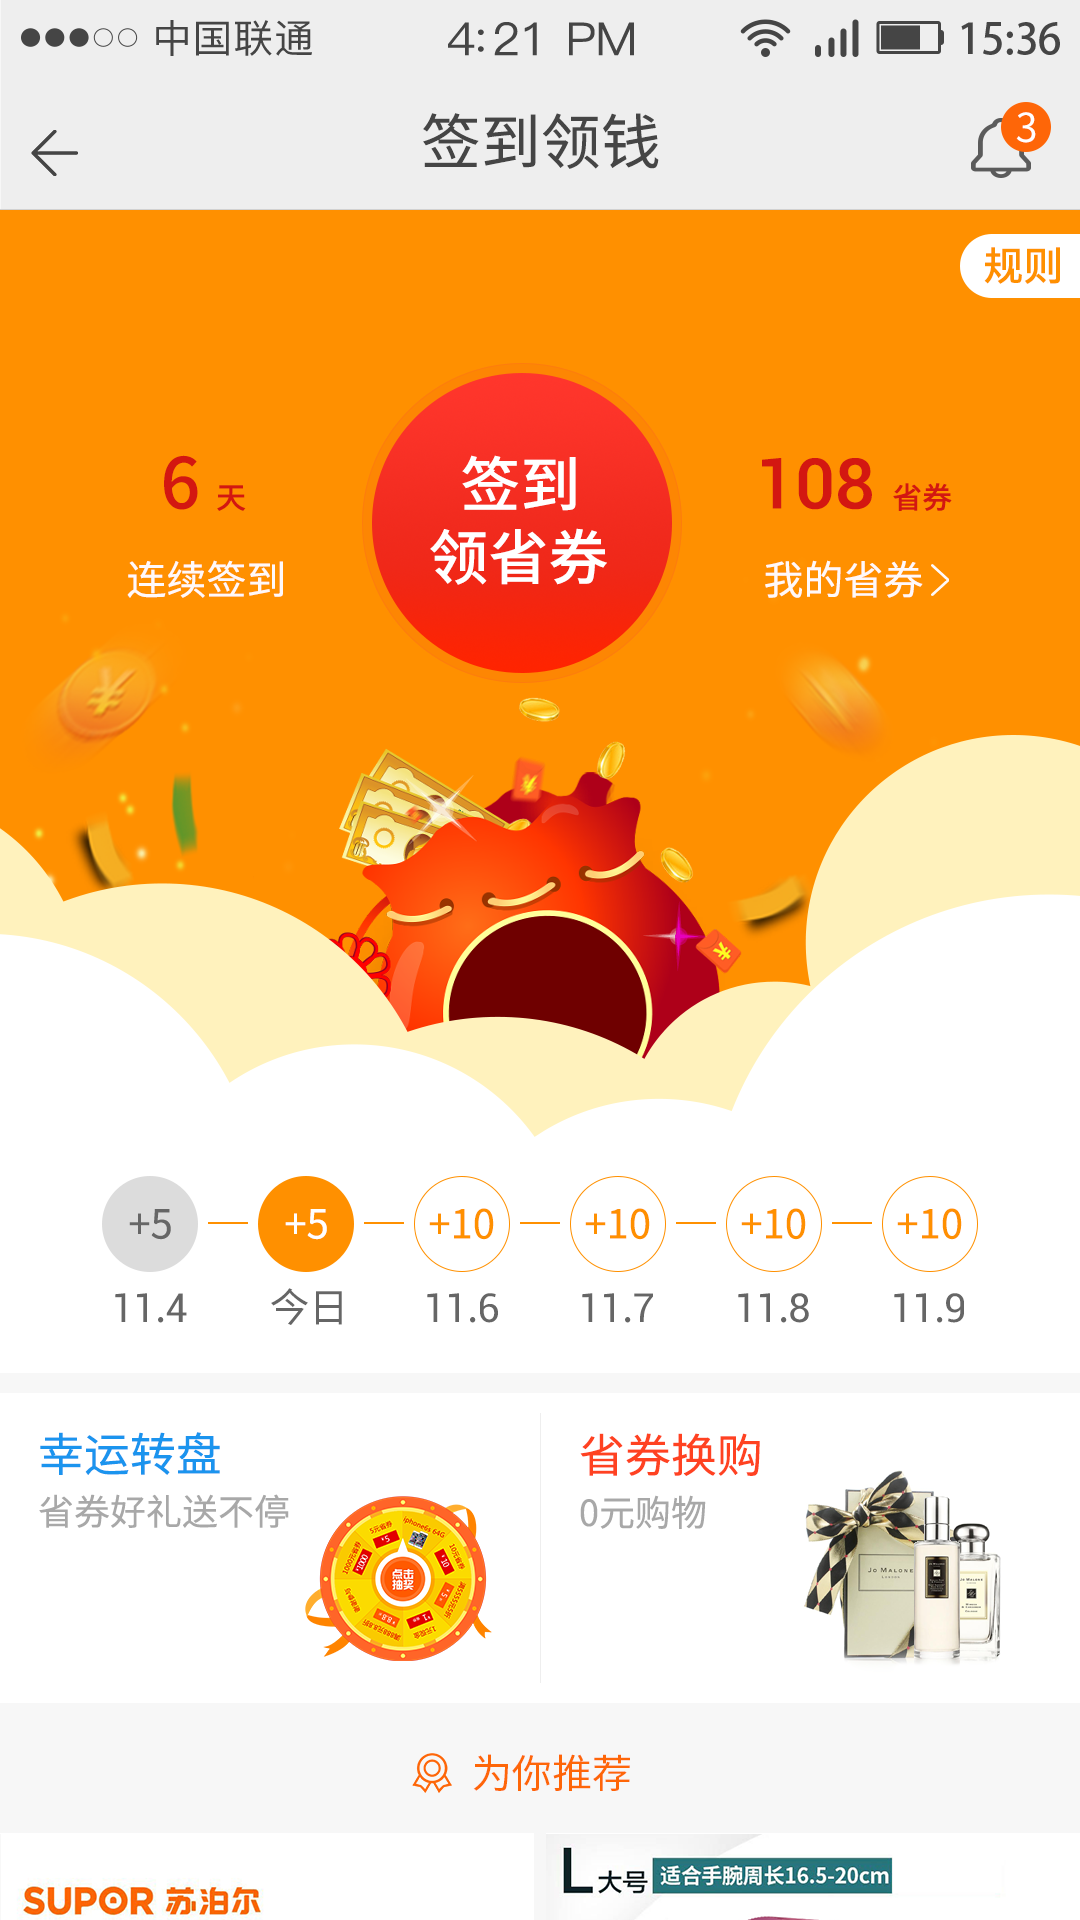 中国联通 4:21 PM 15:36
签到领钱
3
规则
签到
领省券
6 天
108 省券
连续签到
我的省券
+5 +5 +10 +10 +10 +10
11.4 今日 11.6 11.7 11.8 11.9
幸运转盘
省券好礼送不停
点击
抽奖
省券换购
0元购物
JO MALONE
LONDON
为你推荐
SUPOR 苏泊尔
L大号 适合手腕周长16.5-20cm